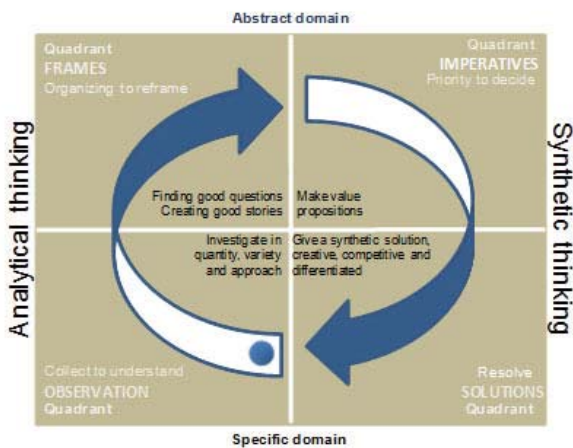 Abstract domain
Quadrant
FRAMES
Organizing to reframe
Quadrant
IMPERATIVES
Priority to decide
Analytical thinking
Synthetic thinking
Finding good questions
Creating good stories
Make value
propositions
Investigate in
quantity, variety
and approach
Give a synthetic solution,
creative, competitive and
differentiated
Collect to understand
OBSERVATION
Quadrant
Resolve
SOLUTIONS
Quadrant
Specific domain